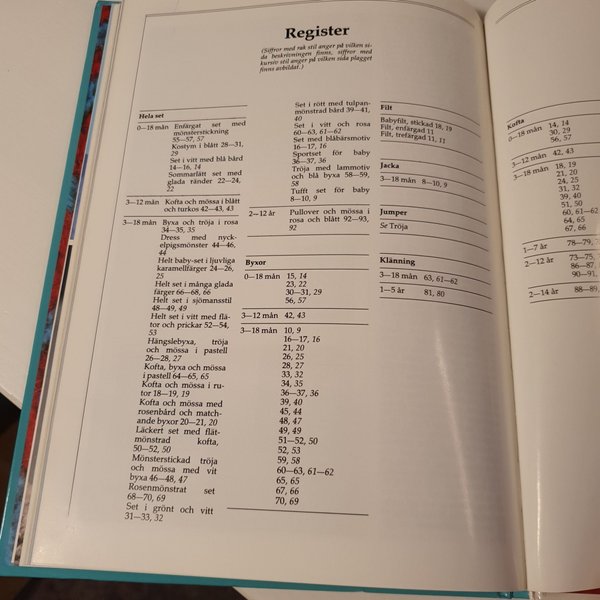 Register
(Siffror med rak stil anger på vilken si-
da beskrivningen finns, siffror med
kursiv stil anger på vilken sida plagget
finns avbildat.)
Hela set
0—18 mån Enfärgat set med
mönsterstickning
55—57, 57
Kostym i blått 28—31,
29
Set i vitt med blå bård
14—16, 14
Sommarlätt set med
glada ränder 22—24,
22
3—12 mån Kofta och mössa i blått
och turkos 42—43, 43
3—18 mån Byxa och tröja i rosa
34—35, 35
Dress med nyc-
kelpigsmönster 44—46,
44
Helt baby-set i ljuvliga
karamellfärger 24—26,
25
Helt set i många glada
färger 66—68, 66
Helt set i sjömansstil
48—49, 49
Helt set i vitt med flä-
tor och prickar 52—54,
53
Hängslebyxa, tröja
och mössa i pastell
26—28, 27
Kofta, byxa och mössa
i pastell 64—65, 65
Kofta och mössa i ru-
tor 18—19, 19
Kofta och mössa med
rosenbård och match-
ande byxor 20—21, 20
Läckert set med flät-
mönstrad kofta,
50—52, 50
Mönsterstickad tröja
och mössa med vit
byxa 46—48, 47
Rosenmönstrat set
68—70, 69
Set i grönt och vitt
31—33, 32
Set i rött med tulpan-
mönstrad bård 39—41,
40
Set i vitt och rosa
60—63, 61—62
Set med blåbärsmotiv
16—17, 16
Sportset för baby
36—37, 36
Tröja med lammotiv
och blå byxa 58—59,
58
Tufft set för baby
8—10, 9
2—12 år Pullover och mössa i
rosa och blått 92—93,
92
Byxor
0—18 mån 15, 14
23, 22
30—31, 29
56, 57
3—12 mån 42, 43
3—18 mån 10, 9
16—17, 16
21, 20
26, 25
28, 27
33, 32
34, 35
36—37, 36
39, 40
45, 44
48, 47
49, 49
51—52, 50
52, 53
59, 58
60—63, 61—62
65, 65
67, 66
70, 69
Filt
Babyfilt, stickad 18, 19
Filt, enfärgad 11
Filt, trefärgad 11, 11
Jacka
3—18 mån 8—10, 9
Jumper
Se Tröja
Klänning
3—18 mån 63, 61—62
1—5 år 81, 80
Kofta
0—18 mån 14, 14
30, 29
56, 57
3—12 mån 42, 43
3—18 mån 18, 19
21, 20
24, 25
31, 32
39, 40
51, 50
60, 61—62
64, 65
67, 66
1—7 år 78—79,
2—12 år 73—75,
86—87,
90—91,
2—14 år 88—89,